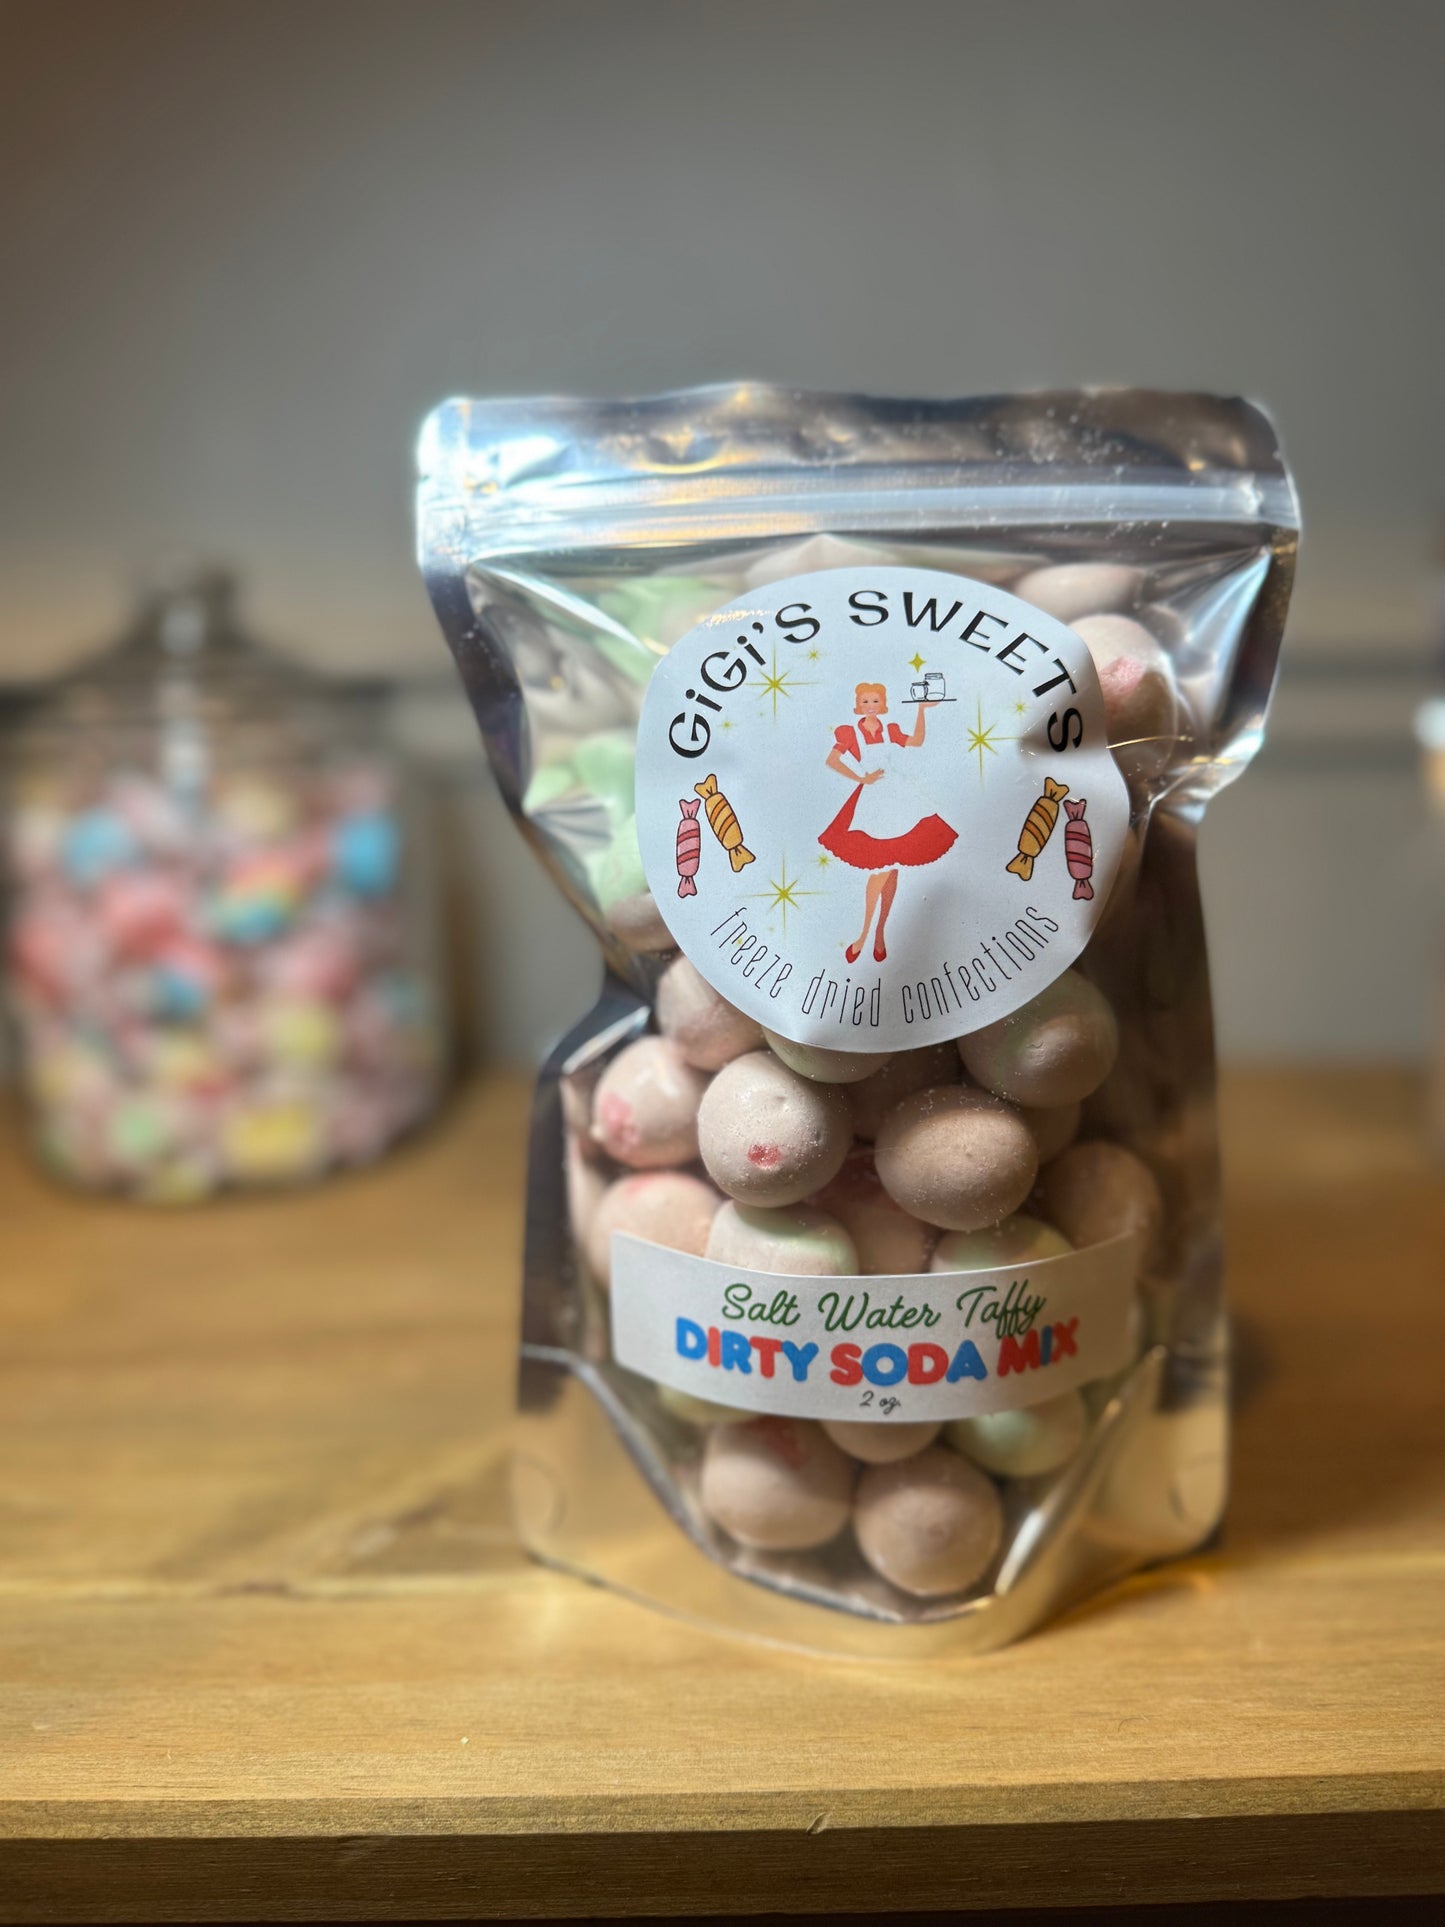 GiGi's SWEETS
freeze dried confections
Salt Water Taffy
DIRTY SODA MIX
2 oz.